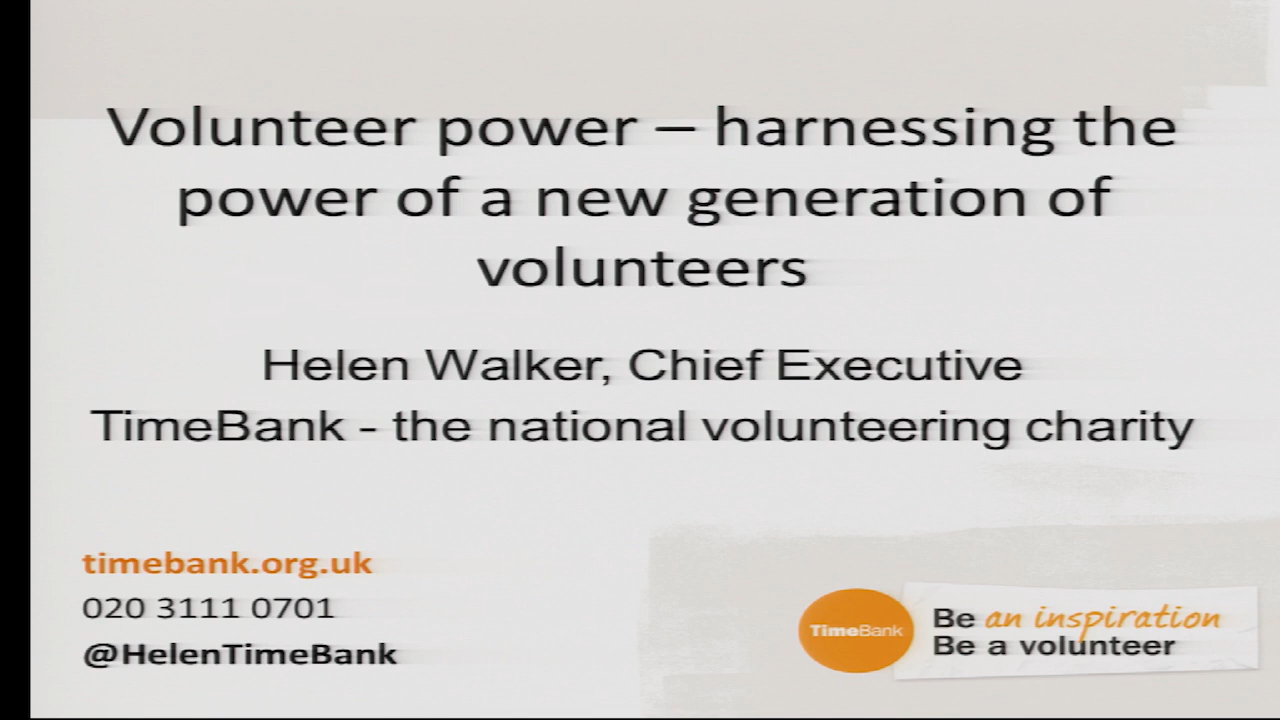 Volunteer power – harnessing the
power of a new generation of
volunteers
Helen Walker, Chief Executive
TimeBank - the national volunteering charity
timebank.org.uk
020 3111 0701
@HelenTimeBank
TimeBank
Be an inspiration
Be a volunteer